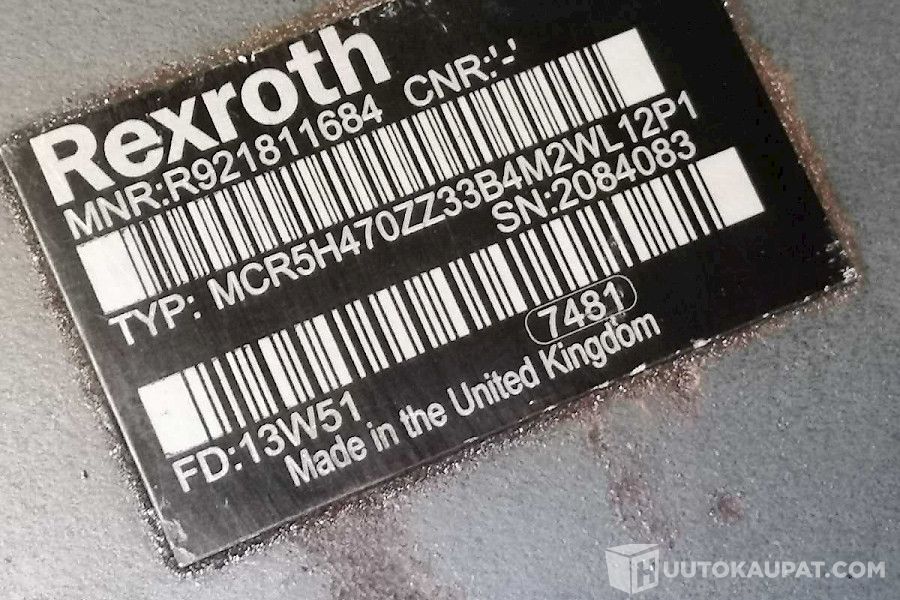 Rexroth
MNR:R921811684 CNR:'-'
TYP: MCR5H470ZZ33B4M2WL12P1
SN:2084083
7481
FD:13W51
Made in the United Kingdom
HUUTOKAUPAT.COM